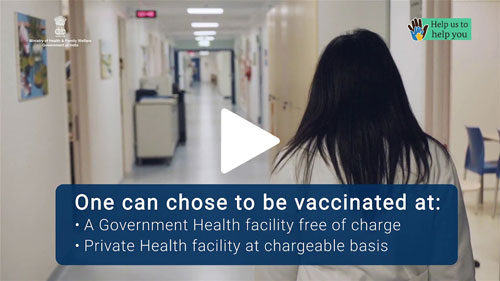 Ministry of Health & Family Welfare
Government of India
Help us to
help you
One can chose to be vaccinated at:
• A Government Health facility free of charge
• Private Health facility at chargeable basis